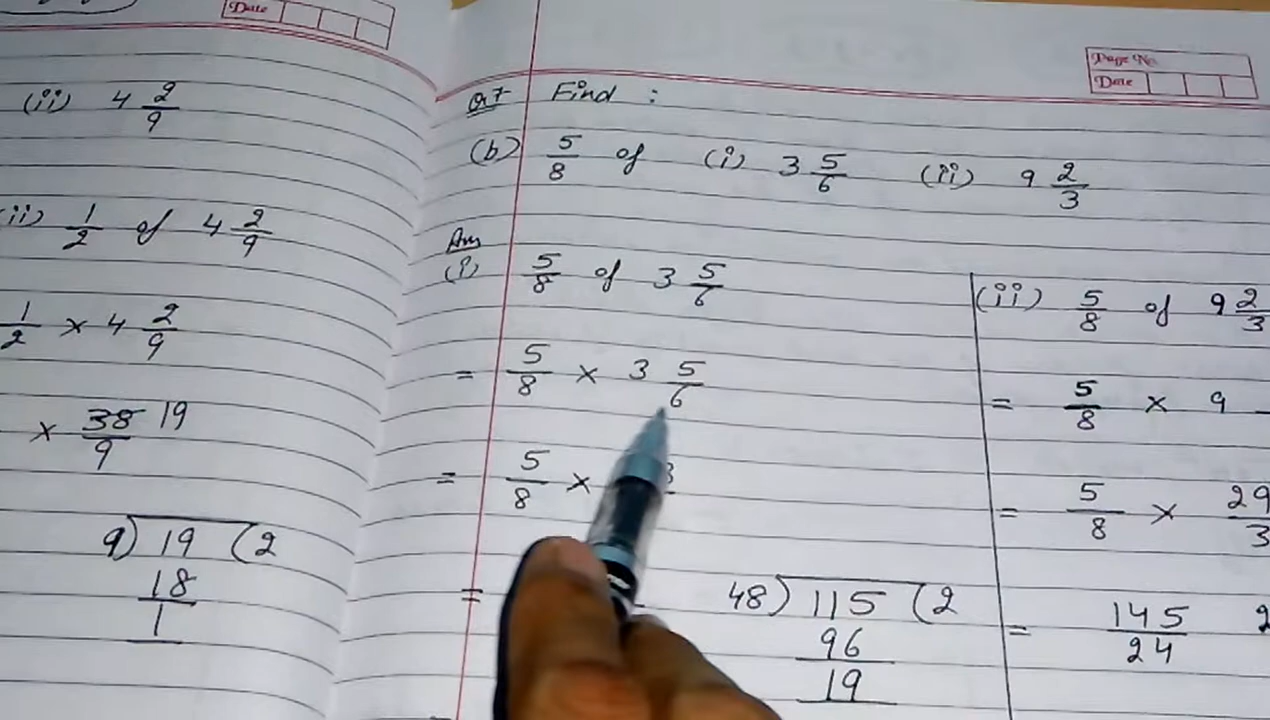 Date
(ii) 4 2/9
(ii) 1/2 of 4 2/9
1/2 × 4 2/9
× 38/9 19
9) 19 (2
18
1
Page No.
Date
Q7 Find :
(b) 5/8 of (i) 3 5/6 (ii) 9 2/3
Ans
(i) 5/8 of 3 5/6
= 5/8 × 3 5/6
= 5/8 ×
=
48) 115 (2
96
19
(ii) 5/8 of 9 2/3
= 5/8 × 9
= 5/8 × 29/3
= 145/24 2